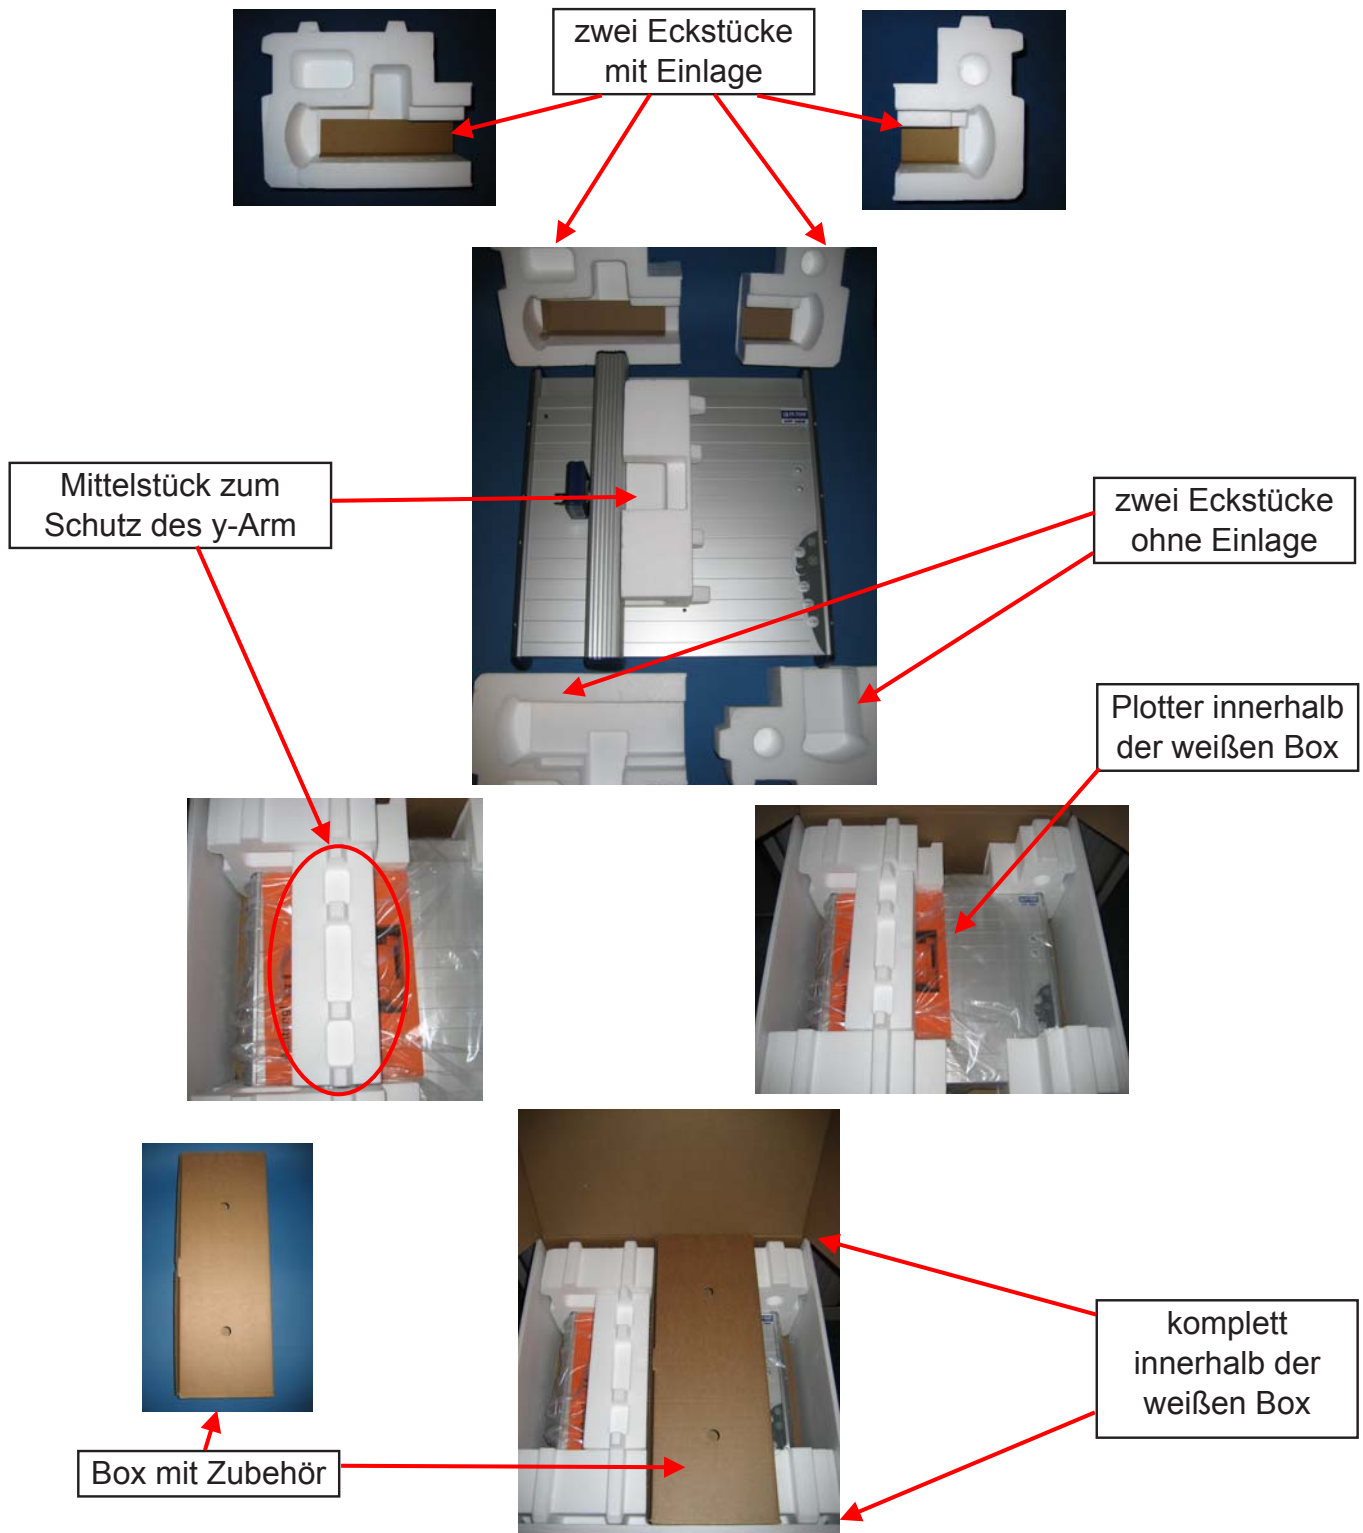 zwei Eckstücke
mit Einlage
Mittelstück zum
Schutz des y-Arm
zwei Eckstücke
ohne Einlage
Plotter innerhalb
der weißen Box
komplett
innerhalb der
weißen Box
Box mit Zubehör